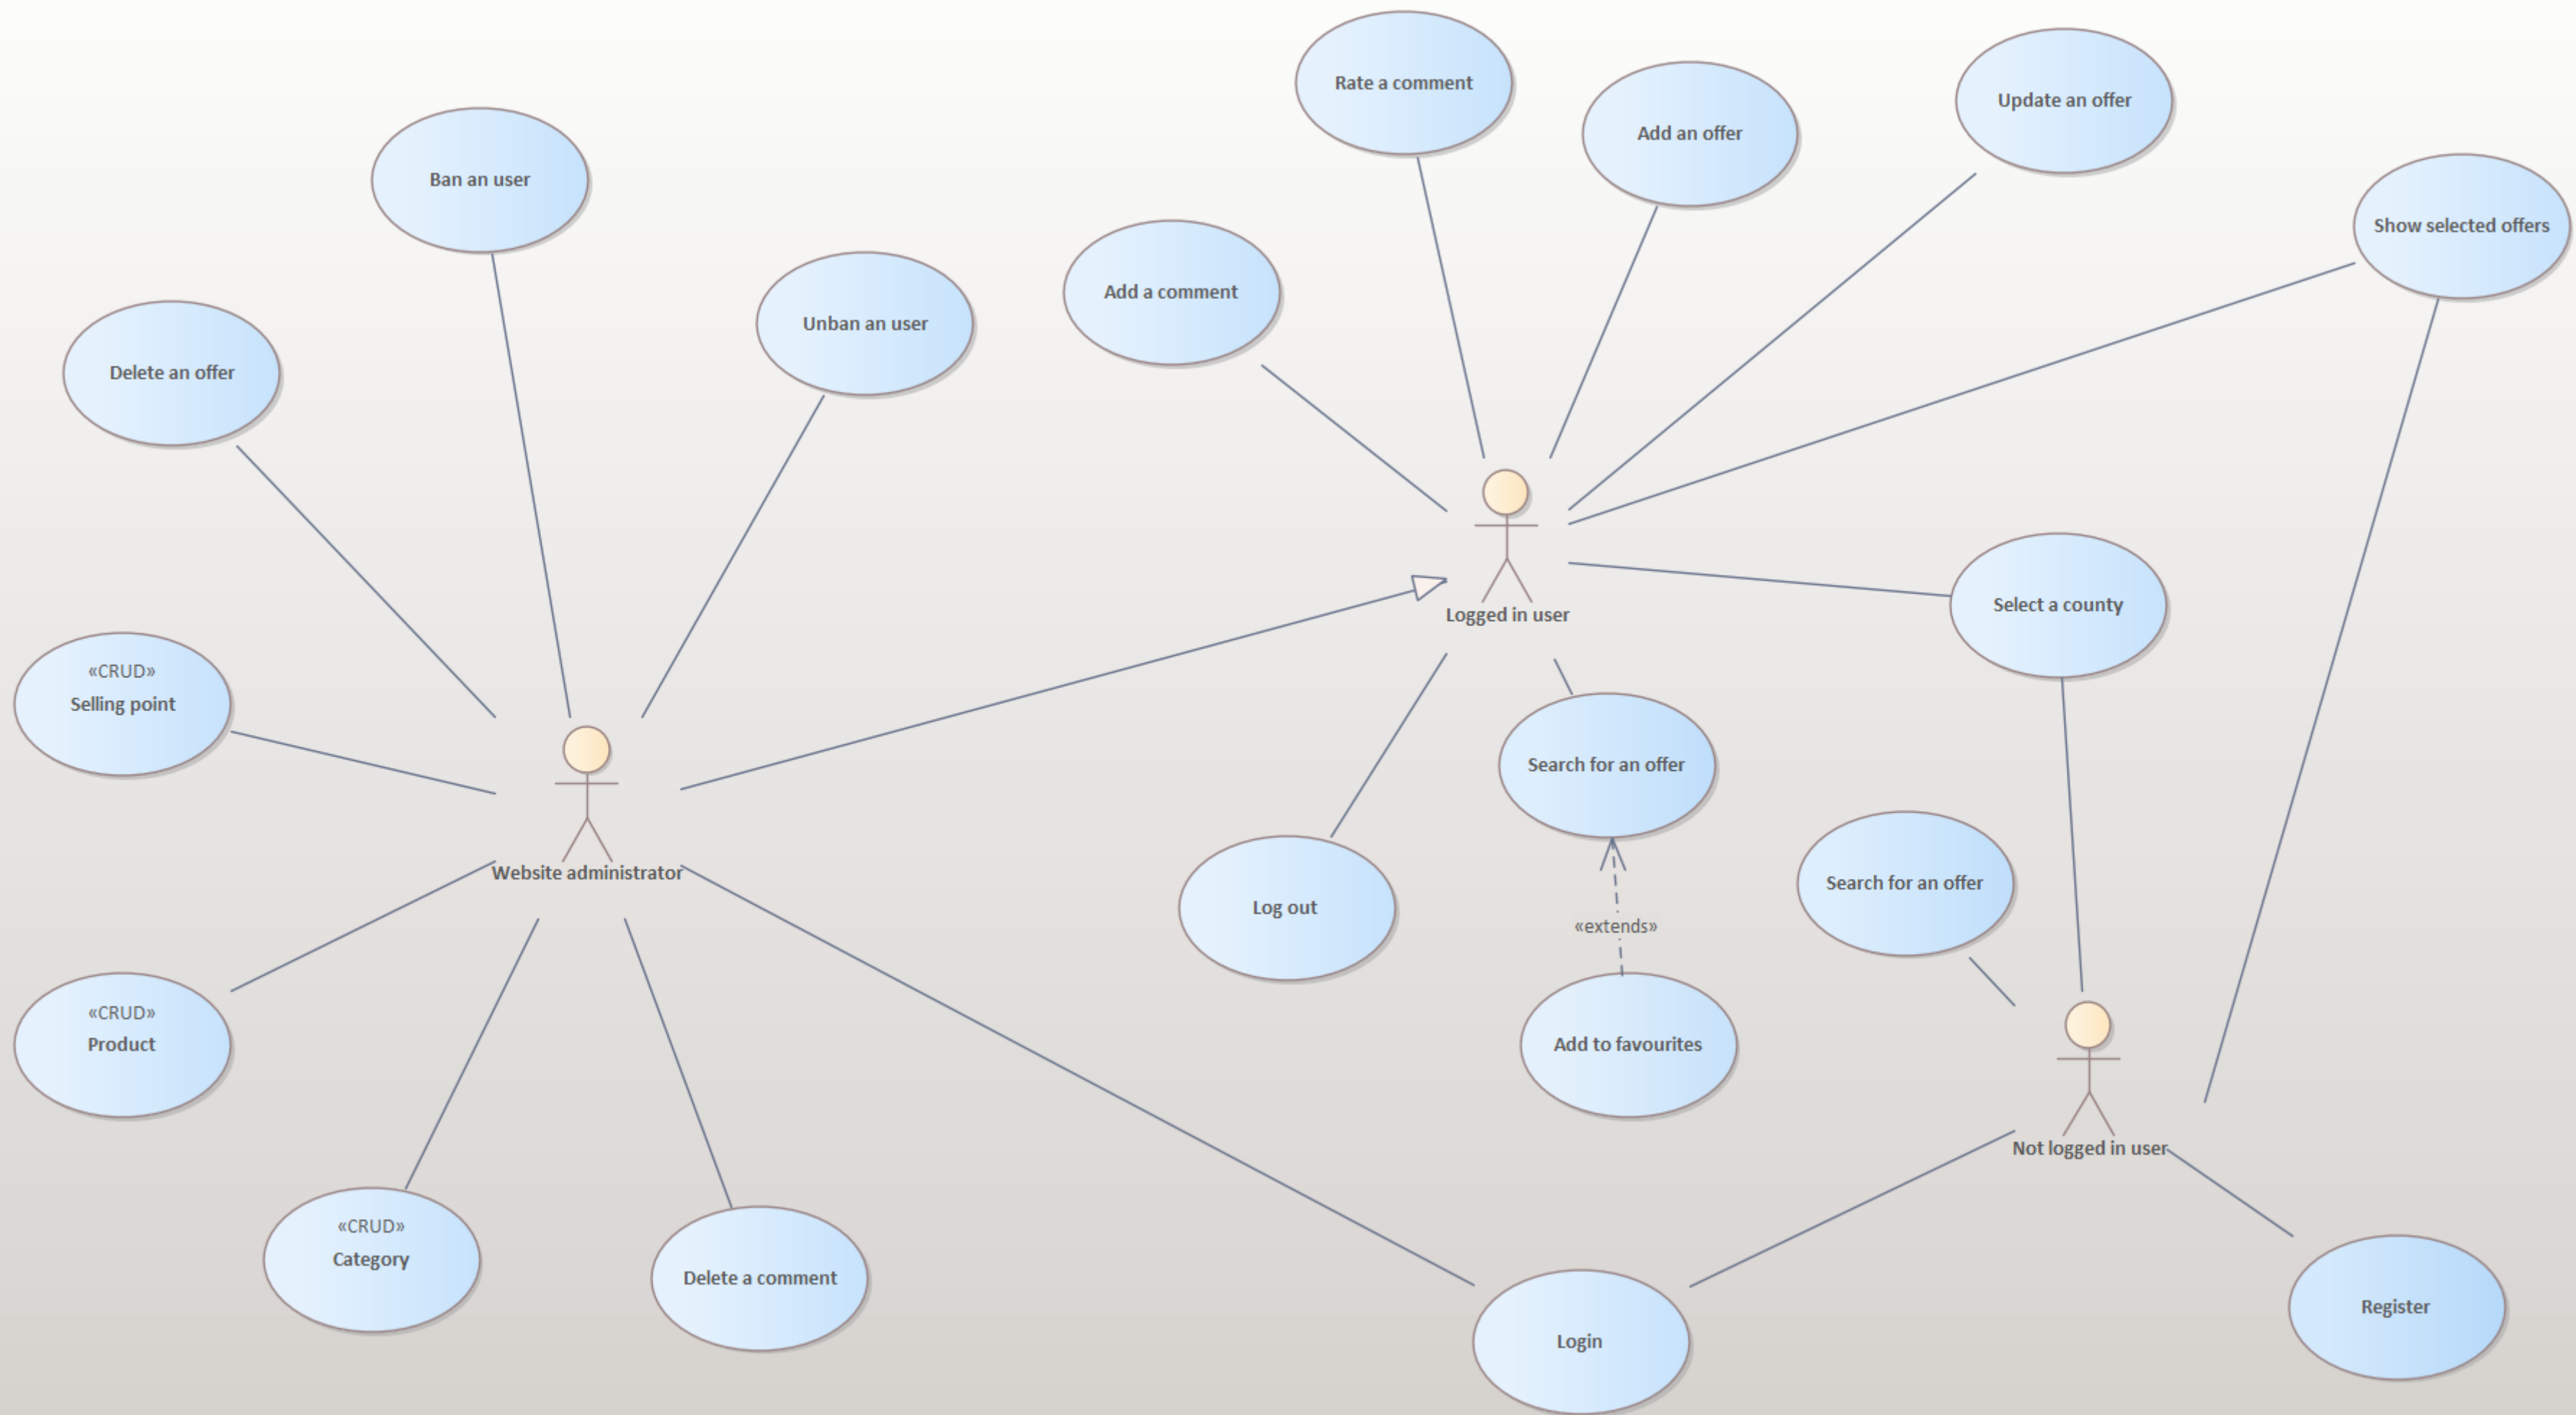 Rate a comment
Update an offer
Add an offer
Ban an user
Show selected offers
Add a comment
Unban an user
Delete an offer
Select a county
Logged in user
«CRUD»
Selling point
Search for an offer
Website administrator
Search for an offer
Log out
«extends»
«CRUD»
Product
Add to favourites
Not logged in user
«CRUD»
Category
Delete a comment
Register
Login